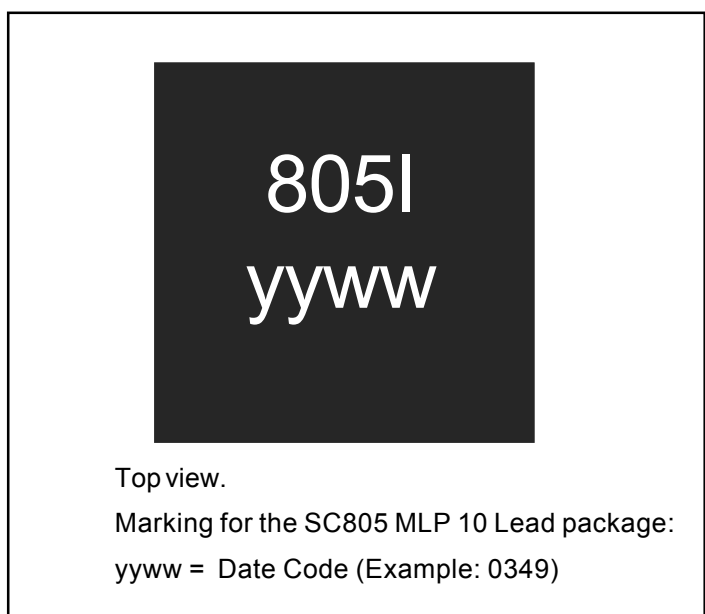 805I
yyww
Top view.
Marking for the SC805 MLP 10 Lead package:
yyww = Date Code (Example: 0349)